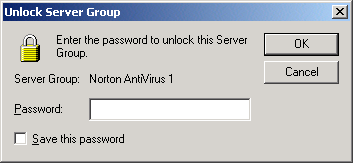 Unlock Server Group
Enter the password to unlock this Server
Group.
OK
Cancel
Server Group: Norton AntiVirus 1
Password:
Save this password